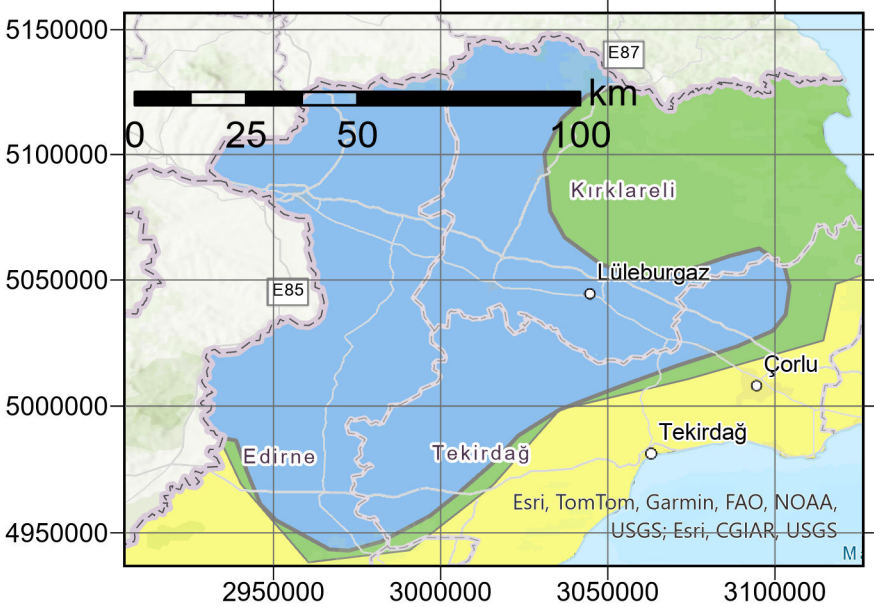 5150000
E87
km
0 25 50 100
5100000
Kırklareli
5050000
Lüleburgaz
E85
Çorlu
5000000
Tekirdağ
Edirne
Tekirdağ
Esri, TomTom, Garmin, FAO, NOAA,
USGS; Esri, CGIAR, USGS
4950000
2950000 3000000 3050000 3100000